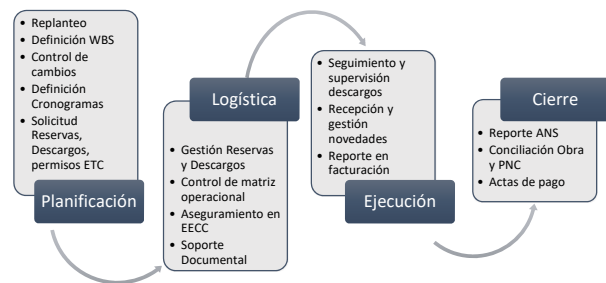 • Replanteo
• Definición WBS
• Control de
cambios
• Definición
Cronogramas
• Solicitud
Reservas,
Descargos,
permisos ETC
Planificación
Logística
• Gestión Reservas
y Descargos
• Control de matriz
operacional
• Aseguramiento en
EECC
• Soporte
Documental
• Seguimiento y
supervisión
descargos
• Recepción y
gestión
novedades
• Reporte en
facturación
Ejecución
Cierre
• Reporte ANS
• Conciliación Obra
y PNC
• Actas de pago